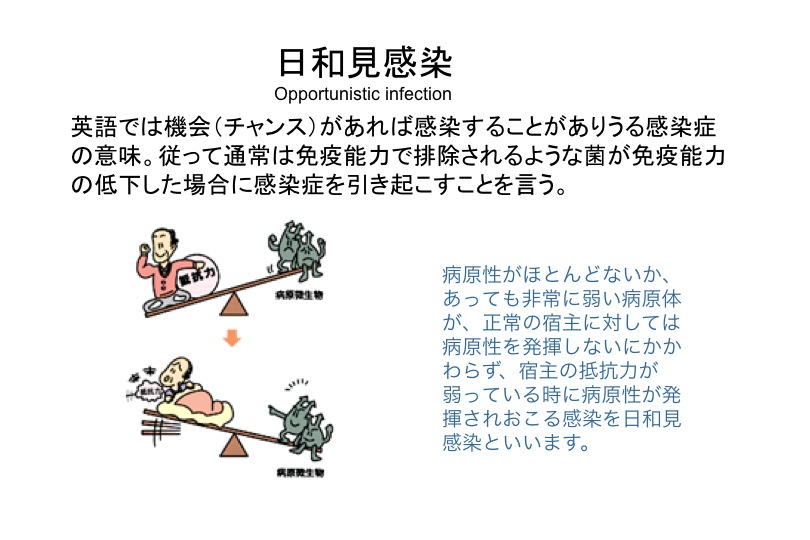 日和見感染
Opportunistic infection
英語では機会（チャンス）があれば感染することがありうる感染症
の意味。従って通常は免疫能力で排除されるような菌が免疫能力
の低下した場合に感染症を引き起こすことを言う。
抵抗力
病原微生物
抵抗力
病原微生物
病原性がほとんどないか、
あっても非常に弱い病原体
が、正常の宿主に対しては
病原性を発揮しないにかか
わらず、宿主の抵抗力が
弱っている時に病原性が発
揮されおこる感染を日和見
感染といいます。